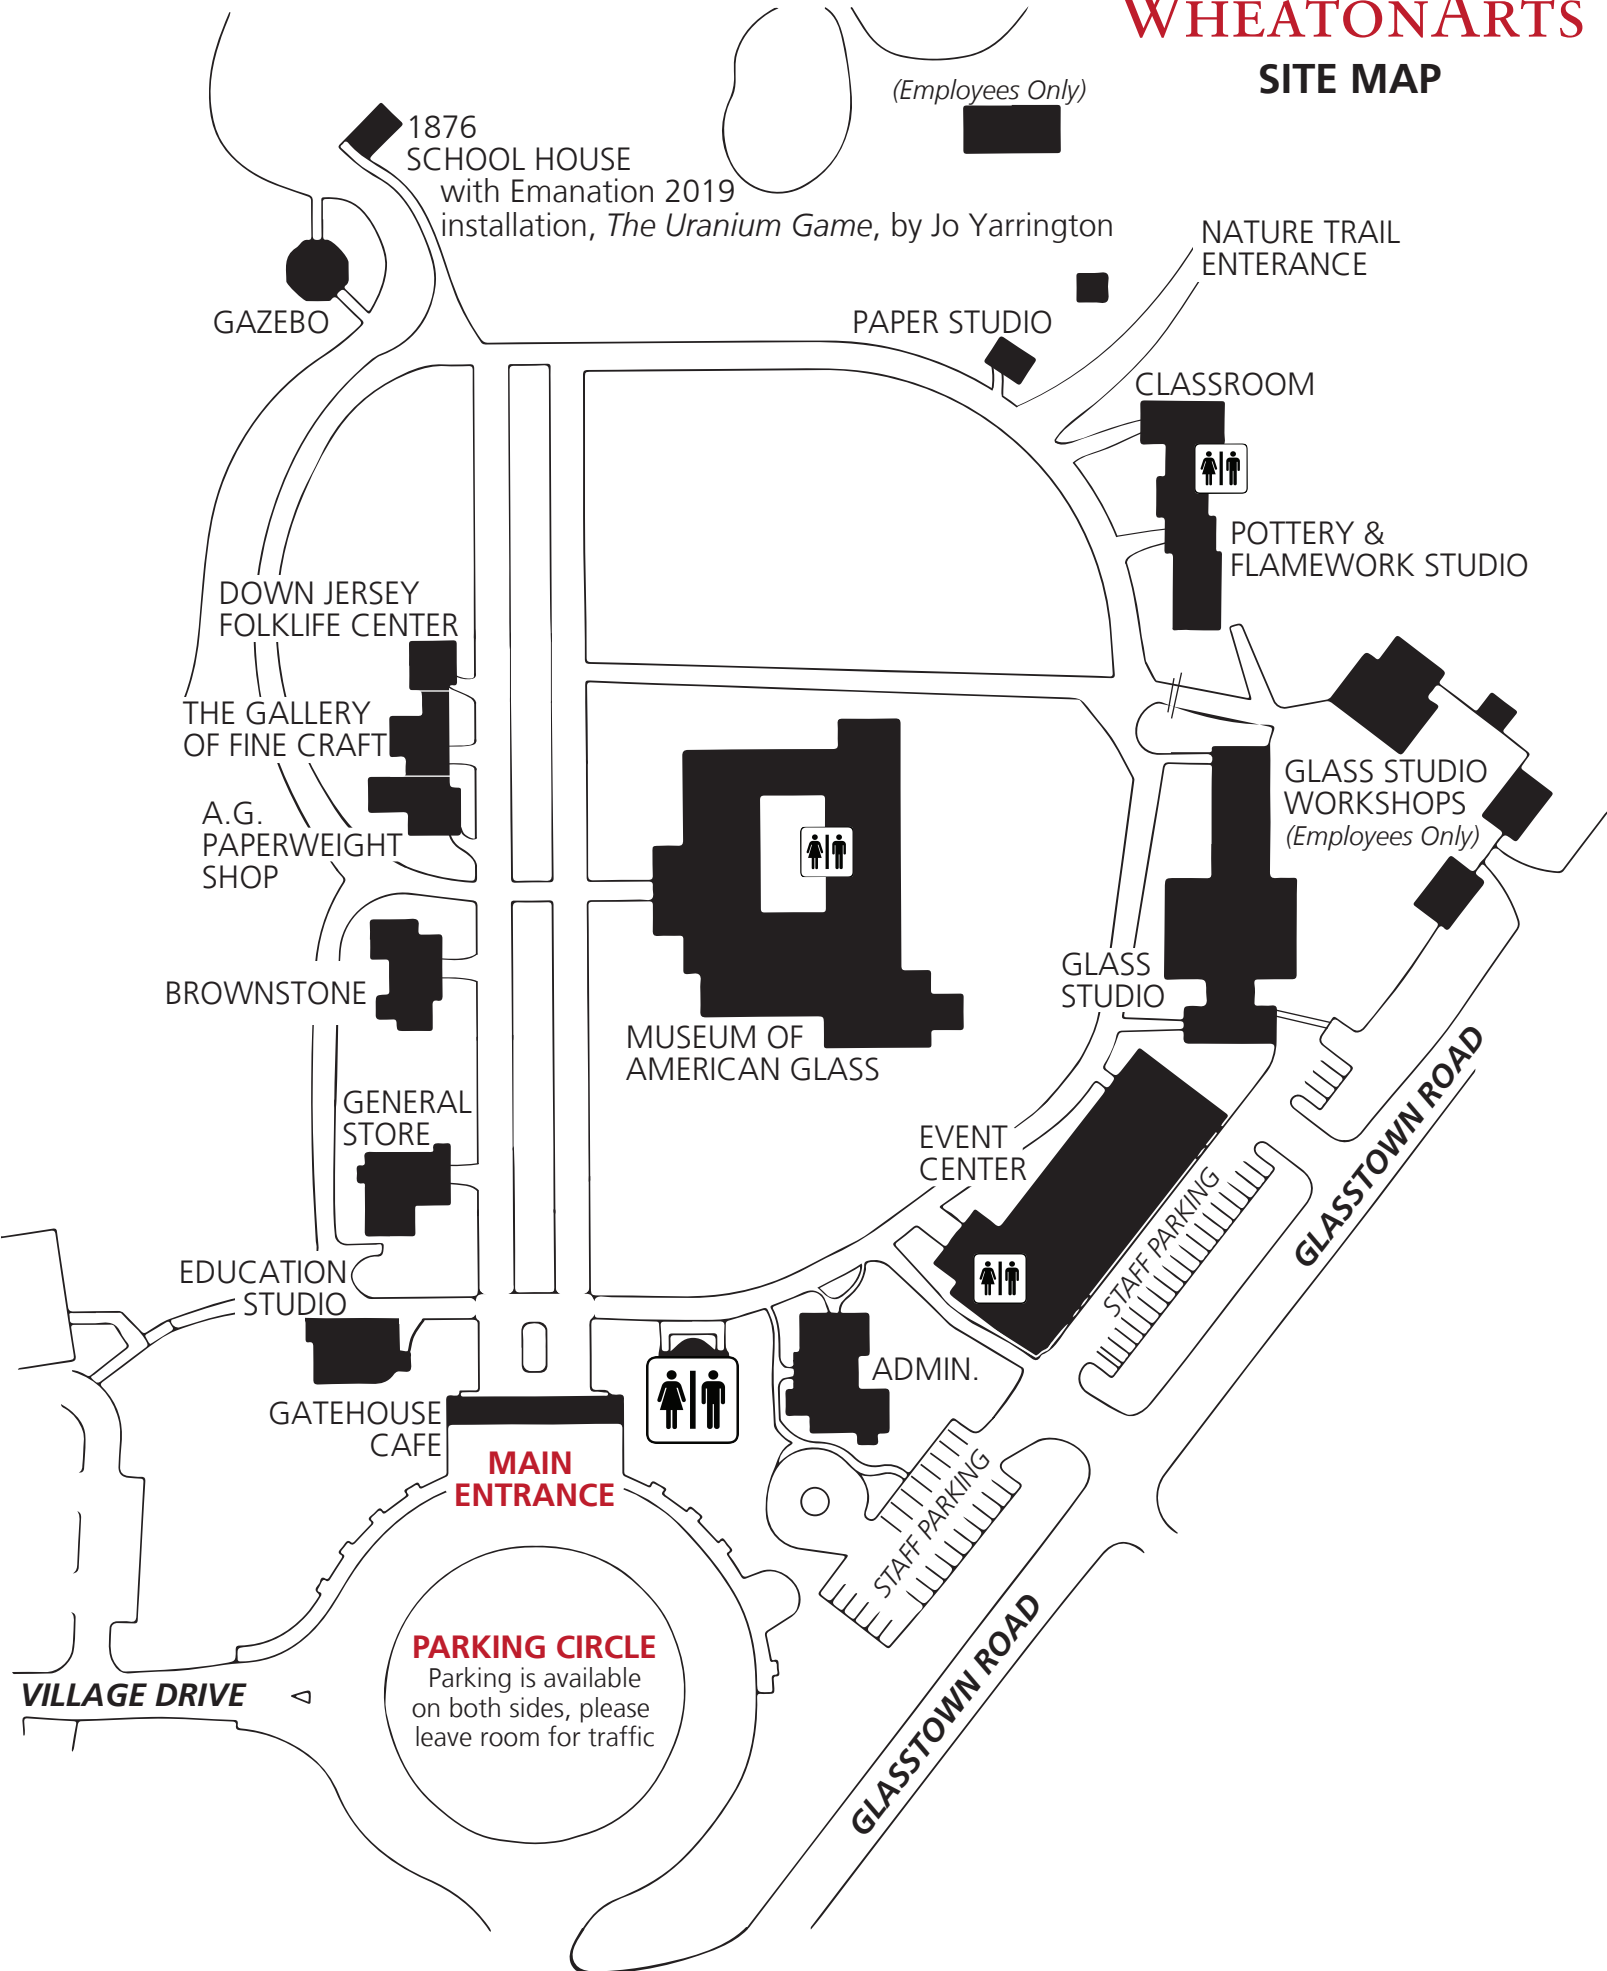 WHEATONARTS
SITE MAP
(Employees Only)
1876
SCHOOL HOUSE
with Emanation 2019
installation, The Uranium Game, by Jo Yarrington
NATURE TRAIL
ENTERANCE
GAZEBO
PAPER STUDIO
CLASSROOM
POTTERY &
FLAMEWORK STUDIO
DOWN JERSEY
FOLKLIFE CENTER
THE GALLERY
OF FINE CRAFT
A.G.
PAPERWEIGHT
SHOP
GLASS STUDIO
WORKSHOPS
(Employees Only)
BROWNSTONE
GLASS
STUDIO
MUSEUM OF
AMERICAN GLASS
GENERAL
STORE
EVENT
CENTER
STAFF PARKING
GLASSTOWN ROAD
EDUCATION
STUDIO
ADMIN.
GATEHOUSE
CAFE
MAIN
ENTRANCE
STAFF PARKING
PARKING CIRCLE
Parking is available
on both sides, please
leave room for traffic
VILLAGE DRIVE
GLASSTOWN ROAD